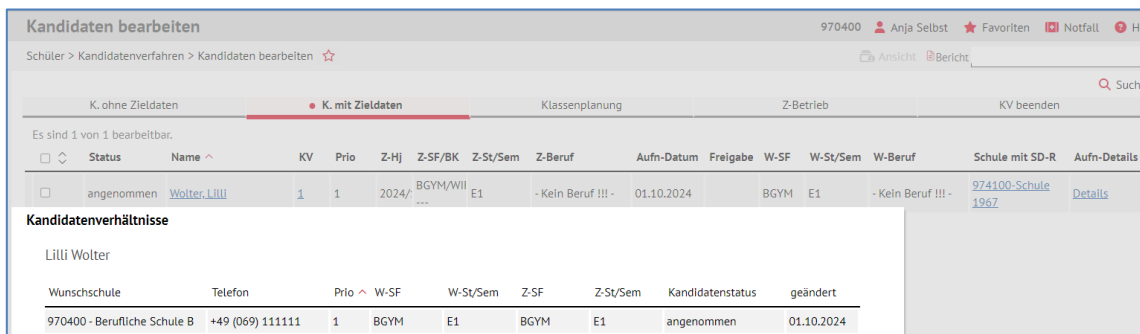 Kandidaten bearbeiten 970400 Anja Selbst Favoriten Notfall H
Schüler > Kandidatenverfahren > Kandidaten bearbeiten Ansicht Bericht
Such
K. ohne Zieldaten K. mit Zieldaten Klassenplanung Z-Betrieb KV beenden
Es sind 1 von 1 bearbeitbar.
Status Name KV Prio Z-Hj Z-SF/BK Z-St/Sem Z-Beruf Aufn-Datum Freigabe W-SF W-St/Sem W-Beruf Schule mit SD-R Aufn-Details
angenommen Wolter, Lilli 1 1 2024/ BGYM/WII --- E1 - Kein Beruf !!! - 01.10.2024 BGYM E1 - Kein Beruf !!! - 974100-Schule 1967 Details
Kandidatenverhältnisse
Lilli Wolter
Wunschschule Telefon Prio W-SF W-St/Sem Z-SF Z-St/Sem Kandidatenstatus geändert
970400 - Berufliche Schule B +49 (069) 111111 1 BGYM E1 BGYM E1 angenommen 01.10.2024